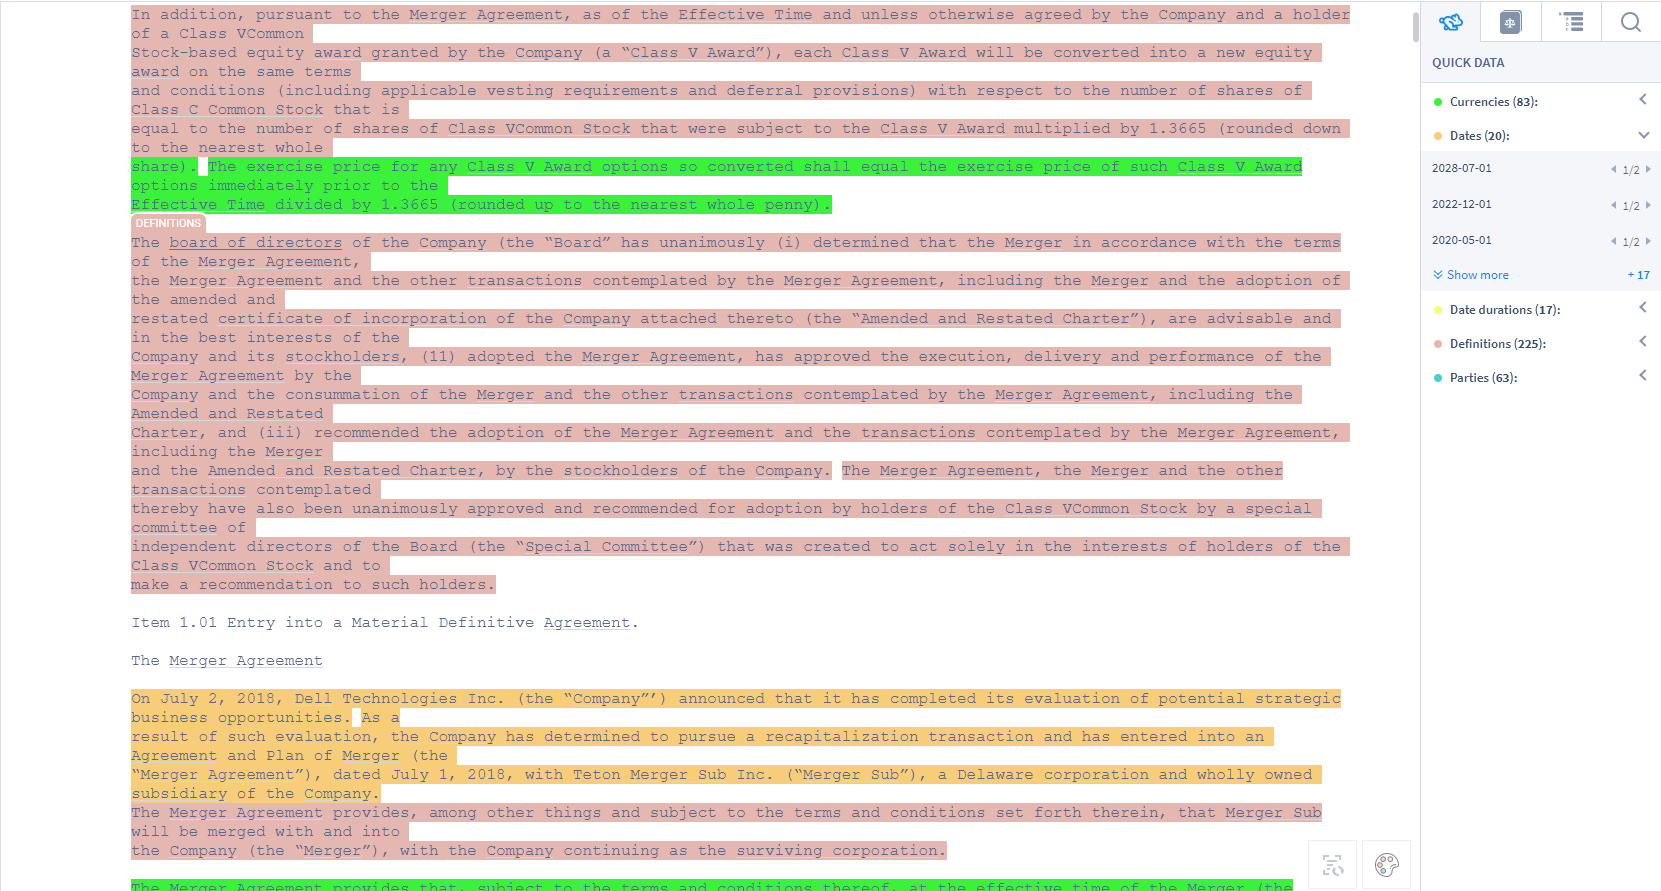 In addition, pursuant to the Merger Agreement, as of the Effective Time and unless otherwise agreed by the Company and a holder
of a Class VCommon
Stock-based equity award granted by the Company (a “Class V Award”), each Class V Award will be converted into a new equity
award on the same terms
and conditions (including applicable vesting requirements and deferral provisions) with respect to the number of shares of
Class C Common Stock that is
equal to the number of shares of Class VCommon Stock that were subject to the Class V Award multiplied by 1.3665 (rounded down
to the nearest whole
share). The exercise price for any Class V Award options so converted shall equal the exercise price of such Class V Award
options immediately prior to the
Effective Time divided by 1.3665 (rounded up to the nearest whole penny).
DEFINITIONS
The board of directors of the Company (the “Board” has unanimously (i) determined that the Merger in accordance with the terms
of the Merger Agreement,
the Merger Agreement and the other transactions contemplated by the Merger Agreement, including the Merger and the adoption of
the amended and
restated certificate of incorporation of the Company attached thereto (the “Amended and Restated Charter”), are advisable and
in the best interests of the
Company and its stockholders, (11) adopted the Merger Agreement, has approved the execution, delivery and performance of the
Merger Agreement by the
Company and the consummation of the Merger and the other transactions contemplated by the Merger Agreement, including the
Amended and Restated
Charter, and (iii) recommended the adoption of the Merger Agreement and the transactions contemplated by the Merger Agreement,
including the Merger
and the Amended and Restated Charter, by the stockholders of the Company. The Merger Agreement, the Merger and the other
transactions contemplated
thereby have also been unanimously approved and recommended for adoption by holders of the Class VCommon Stock by a special
committee of
independent directors of the Board (the “Special Committee”) that was created to act solely in the interests of holders of the
Class VCommon Stock and to
make a recommendation to such holders.
Item 1.01 Entry into a Material Definitive Agreement.
The Merger Agreement
On July 2, 2018, Dell Technologies Inc. (the “Company”’) announced that it has completed its evaluation of potential strategic
business opportunities. As a
result of such evaluation, the Company has determined to pursue a recapitalization transaction and has entered into an
Agreement and Plan of Merger (the
“Merger Agreement”), dated July 1, 2018, with Teton Merger Sub Inc. (“Merger Sub”), a Delaware corporation and wholly owned
subsidiary of the Company.
The Merger Agreement provides, among other things and subject to the terms and conditions set forth therein, that Merger Sub
will be merged with and into
the Company (the “Merger”), with the Company continuing as the surviving corporation.
The Merger Agreement provides that, subject to the terms and conditions thereof, at the effective time of the Merger (the
QUICK DATA
Currencies (83):
Dates (20):
2028-07-01 1/2
2022-12-01 1/2
2020-05-01 1/2
Show more + 17
Date durations (17):
Definitions (225):
Parties (63):